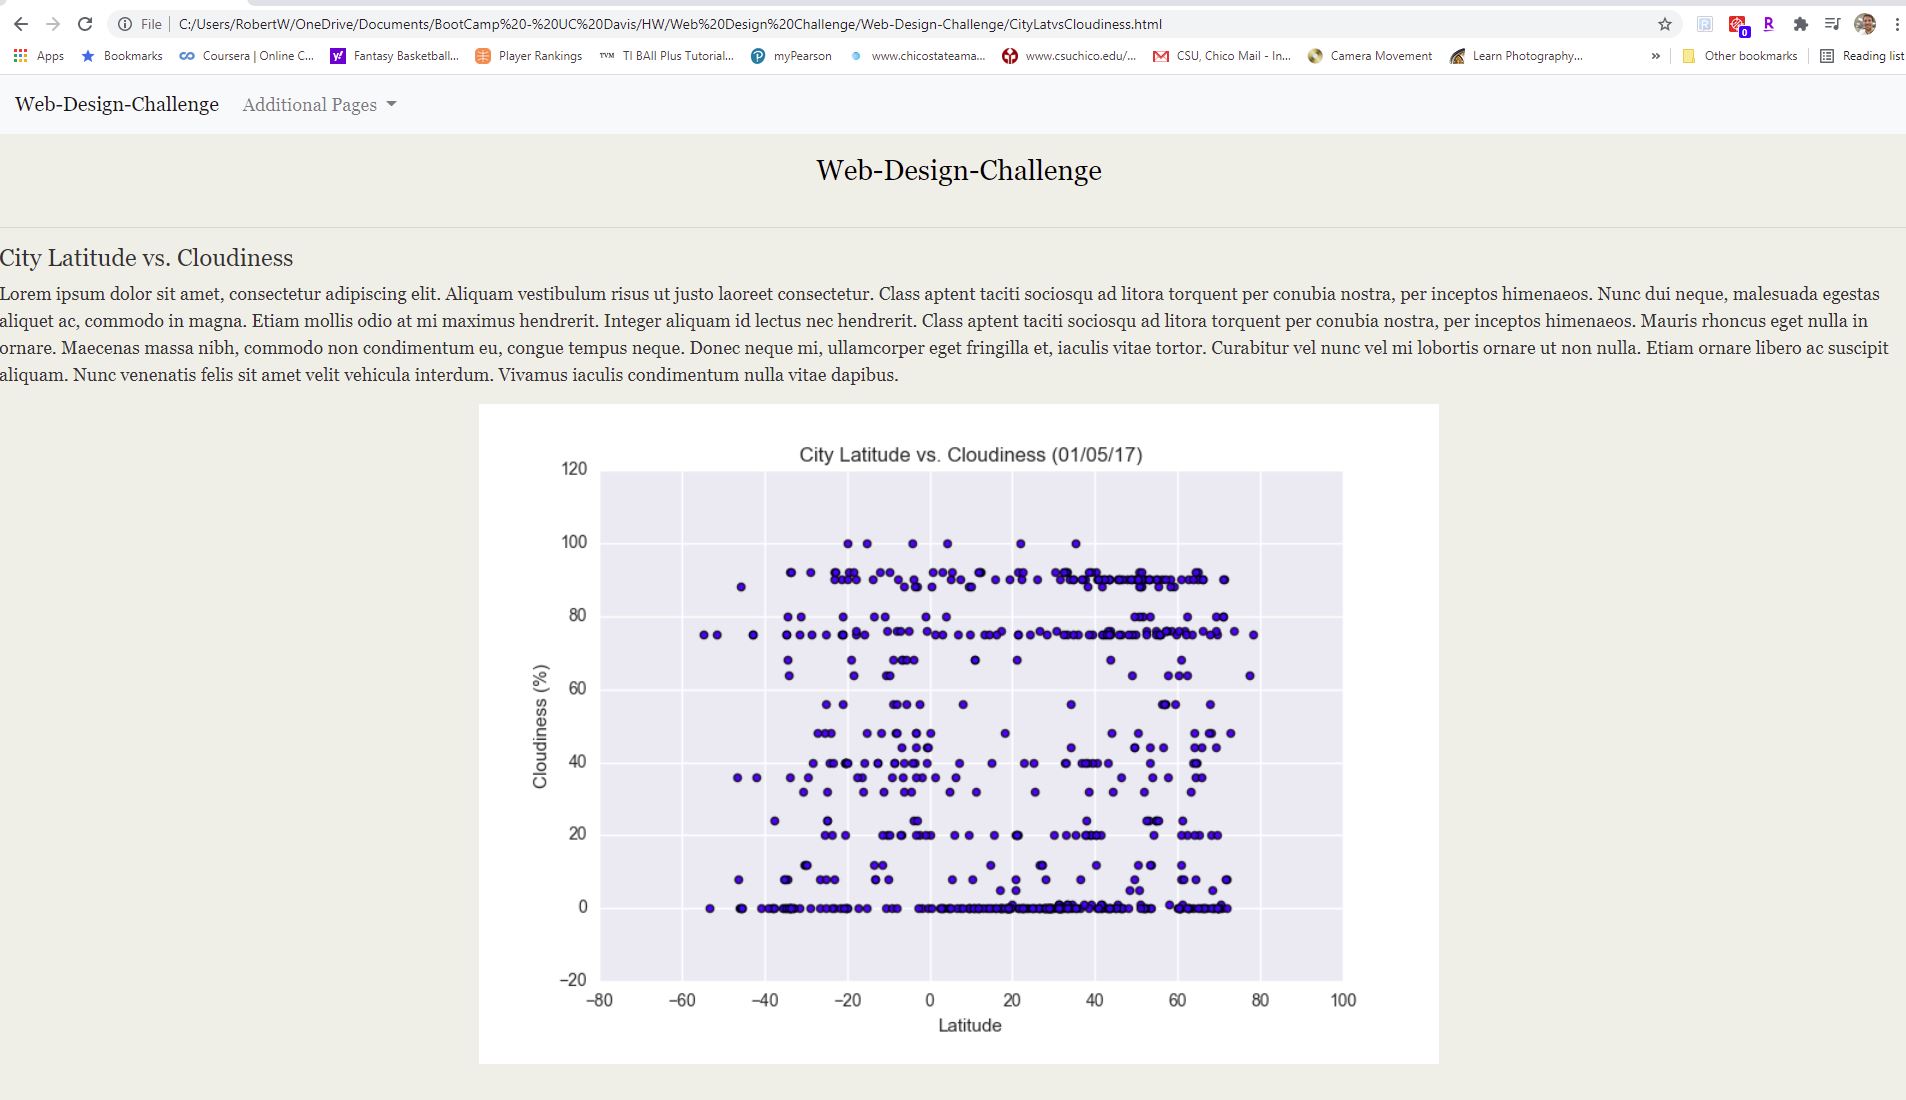 File
C:/Users/RobertW/OneDrive/Documents/BootCamp%20-%20UC%20Davis/HW/Web%20Design%20Challenge/Web-Design-Challenge/CityLatvsCloudiness.html
R
0
Apps
Bookmarks
Coursera | Online C...
y!
Fantasy Basketball...
Player Rankings
TVM
TI BAII Plus Tutorial...
P
myPearson
www.chicostateama...
www.csuchico.edu/...
CSU, Chico Mail - In...
Camera Movement
Learn Photography...
»
Other bookmarks
Reading list
Web-Design-Challenge
Additional Pages
Web-Design-Challenge
City Latitude vs. Cloudiness
Lorem ipsum dolor sit amet, consectetur adipiscing elit. Aliquam vestibulum risus ut justo laoreet consectetur. Class aptent taciti sociosqu ad litora torquent per conubia nostra, per inceptos himenaeos. Nunc dui neque, malesuada egestas
aliquet ac, commodo in magna. Etiam mollis odio at mi maximus hendrerit. Integer aliquam id lectus nec hendrerit. Class aptent taciti sociosqu ad litora torquent per conubia nostra, per inceptos himenaeos. Mauris rhoncus eget nulla in
ornare. Maecenas massa nibh, commodo non condimentum eu, congue tempus neque. Donec neque mi, ullamcorper eget fringilla et, iaculis vitae tortor. Curabitur vel nunc vel mi lobortis ornare ut non nulla. Etiam ornare libero ac suscipit
aliquam. Nunc venenatis felis sit amet velit vehicula interdum. Vivamus iaculis condimentum nulla vitae dapibus.
City Latitude vs. Cloudiness (01/05/17)
120
100
80
60
40
20
0
−20
Cloudiness (%)
−80 −60 −40 −20 0 20 40 60 80 100
Latitude